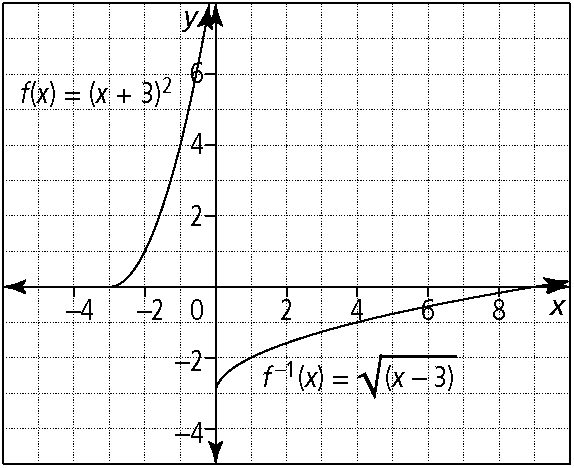 y
6
f(x) = (x + 3)²
4
2
−4 −2 0 2 4 6 8 x
−2
f⁻¹(x) = √(x − 3)
−4